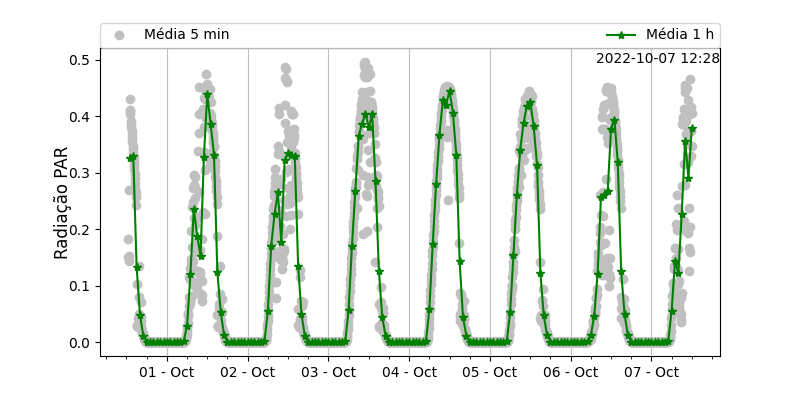 Média 5 min
Média 1 h
2022-10-07 12:28
Radiação PAR
0.5
0.4
0.3
0.2
0.1
0.0
01 - Oct
02 - Oct
03 - Oct
04 - Oct
05 - Oct
06 - Oct
07 - Oct